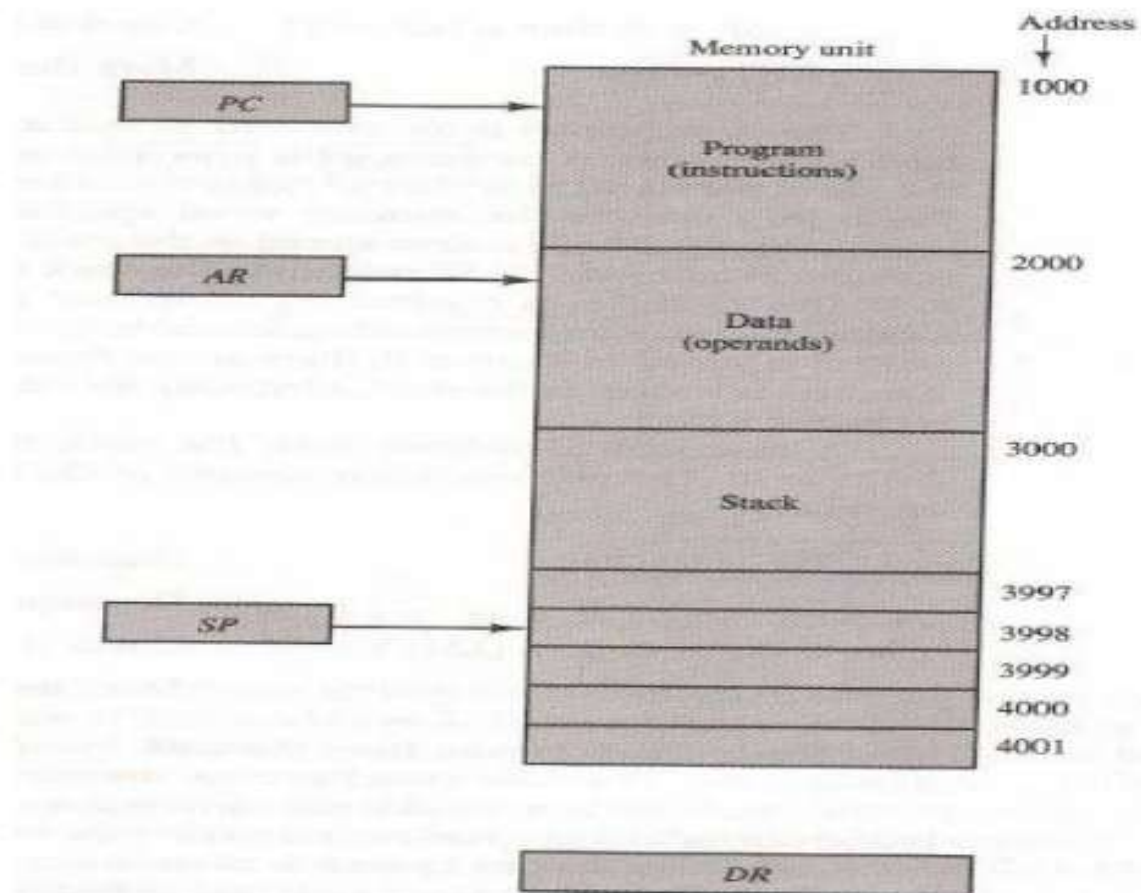 Address
Memory unit
1000
PC
Program
(instructions)
2000
AR
Data
(operands)
3000
Stack
3997
SP
3998
3999
4000
4001
DR